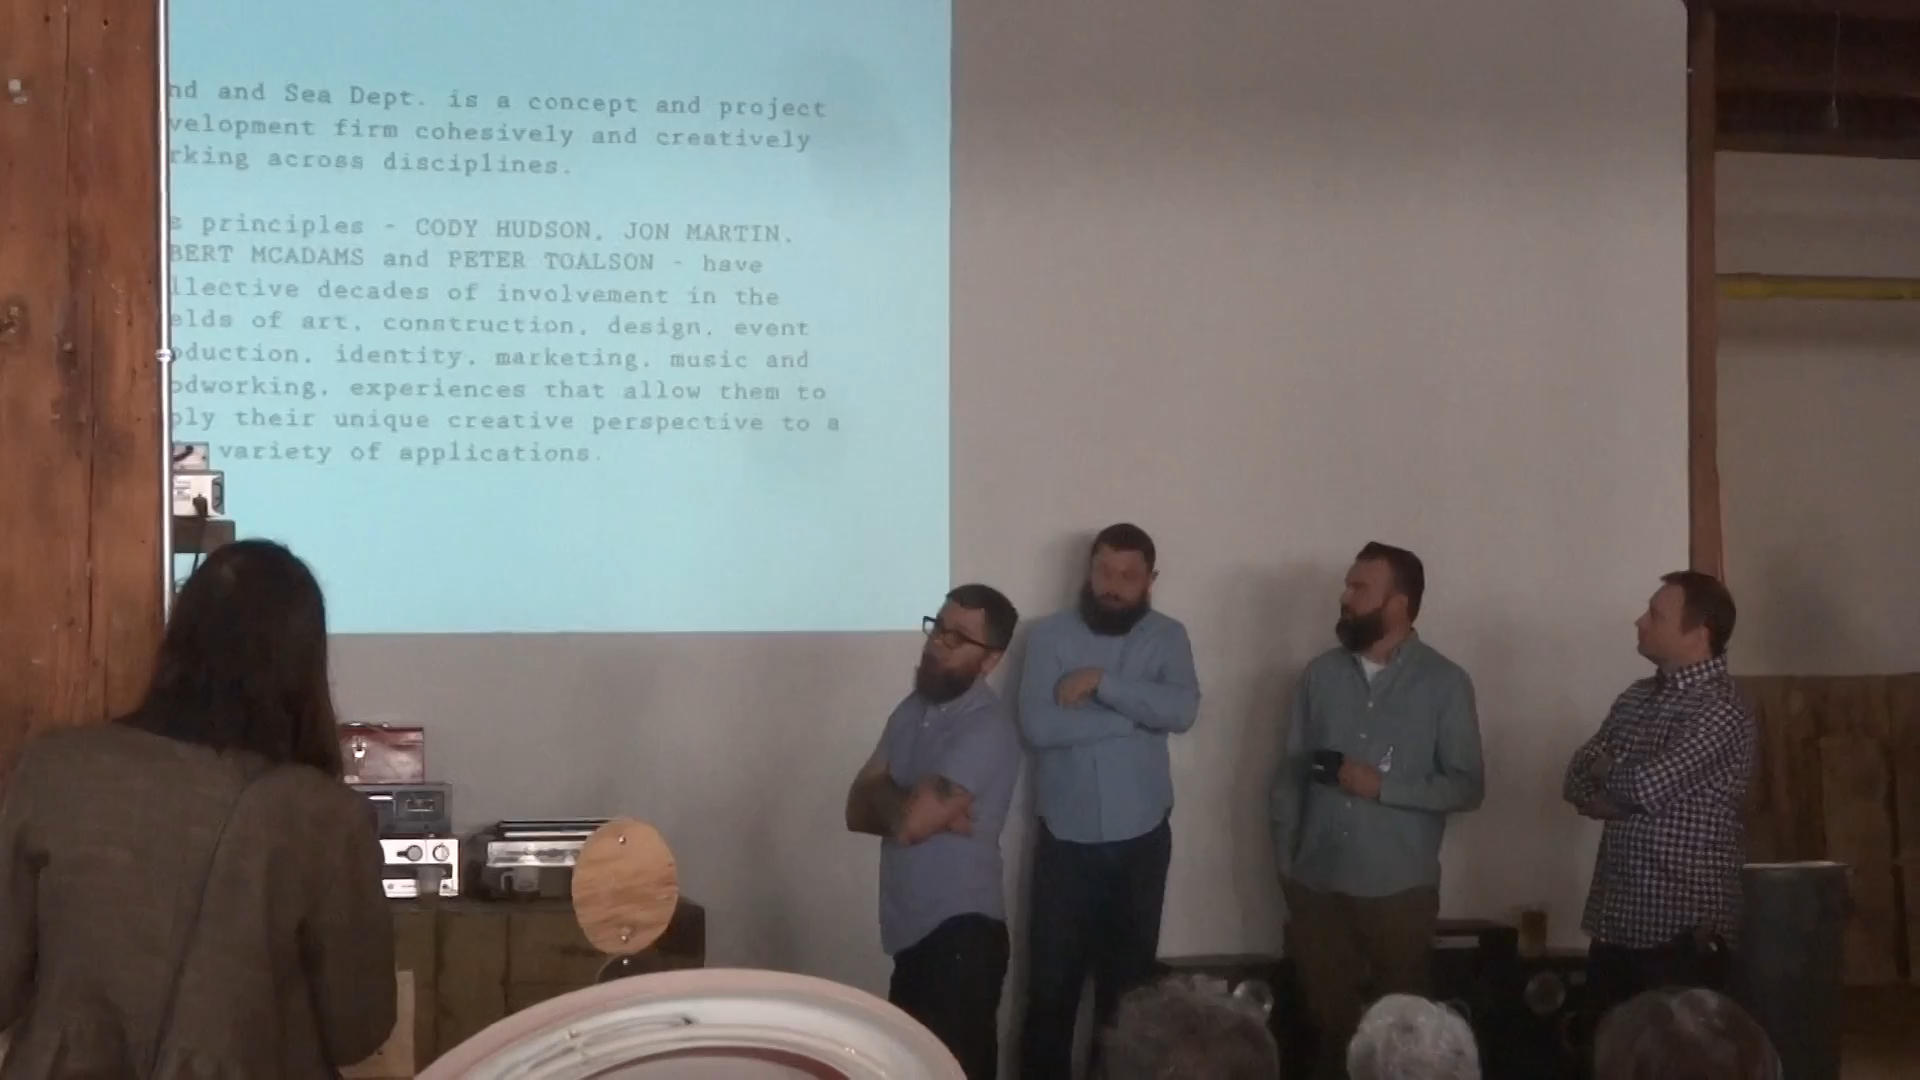 nd and Sea Dept. is a concept and project
velopment firm cohesively and creatively
rking across disciplines.
s principles - CODY HUDSON, JON MARTIN,
BERT MCADAMS and PETER TOALSON - have
llective decades of involvement in the
elds of art, construction, design, event
oduction, identity, marketing, music and
odworking, experiences that allow them to
ply their unique creative perspective to a
variety of applications.